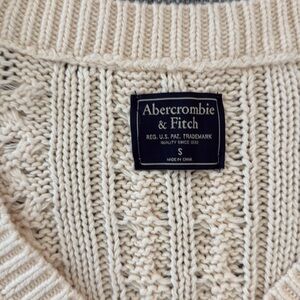 Abercrombie
& Fitch
REG. U.S. PAT. TRADEMARK
QUALITY SINCE 1892
S
MADE IN CHINA